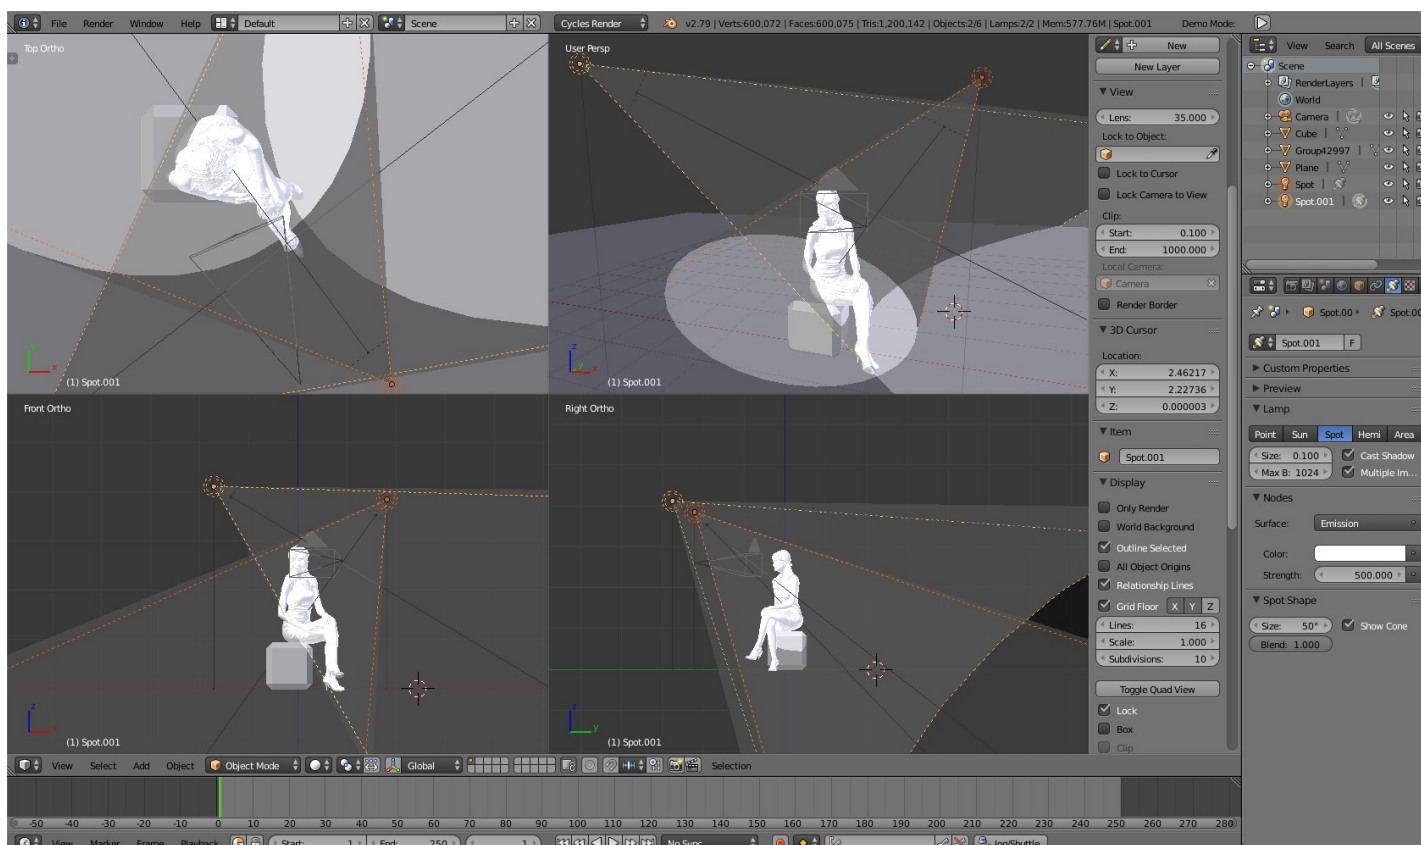 File Render Window Help Default Scene Cycles Render v2.79 | Verts:600,072 | Faces:600,075 | Tris:1,200,142 | Objects:2/6 | Lamps:2/2 | Mem:577.76M | Spot.001 Demo Mode:
Top Ortho
z
x
(1) Spot.001
User Persp
z
y
x
(1) Spot.001
Front Ortho
z
x
(1) Spot.001
Right Ortho
z
y
(1) Spot.001
New
New Layer
View
Lens: 35.000
Lock to Object:
Lock to Cursor
Lock Camera to View
Clip:
Start: 0.100
End: 1000.000
Local Camera:
Camera
Render Border
3D Cursor
Location:
X: 2.46217
Y: 2.22736
Z: 0.000003
Item
Spot.001
Display
Only Render
World Background
Outline Selected
All Object Origins
Relationship Lines
Grid Floor X Y Z
Lines: 16
Scale: 1.000
Subdivisions: 10
Toggle Quad View
Lock
Box
Clip
View Search All Scenes
Scene
RenderLayers
World
Camera
Cube
Group42997
Plane
Spot
Spot.001
Spot.00 Spot.00
Spot.001 F
Custom Properties
Preview
Lamp
Point Sun Spot Hemi Area
Size: 0.100 Cast Shadow
Max B: 1024 Multiple Im...
Nodes
Surface: Emission
Color:
Strength: 500.000
Spot Shape
Size: 50° Show Cone
Blend: 1.000
View Select Add Object Object Mode Global Selection
-50 -40 -30 -20 -10 0 10 20 30 40 50 60 70 80 90 100 110 120 130 140 150 160 170 180 190 200 210 220 230 240 250 260 270 280
View Marker Frame Playback Start: 1 End: 250 1 No Sync Jog/Shuttle